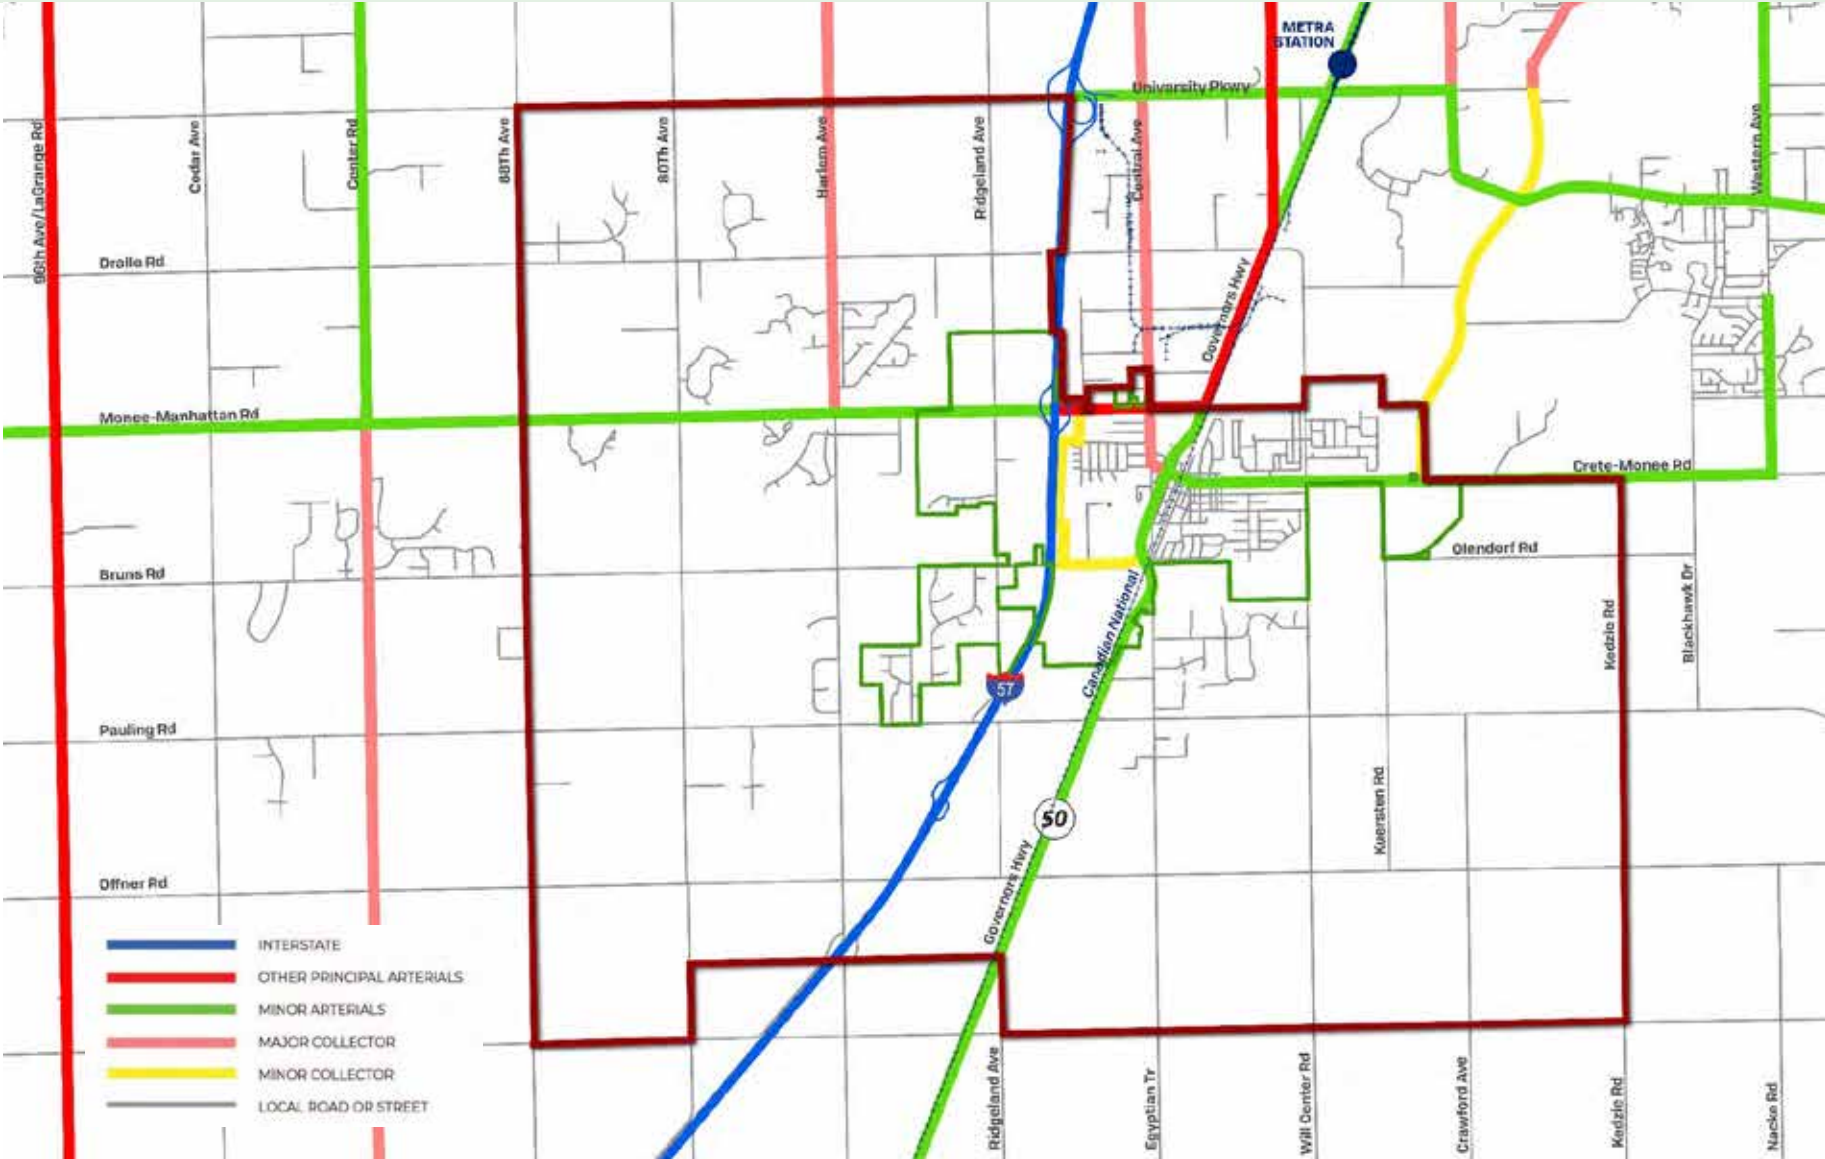 METRA
STATION
University Pkwy
96th Ave/LaGrange Rd
Cedar Ave
Center Rd
88Th Ave
80Th Ave
Harlem Ave
Ridgeland Ave
Central Ave
Western Ave
Dralle Rd
Governors Hwy
Monee-Manhattan Rd
Crete-Monee Rd
Olendorf Rd
Bruns Rd
Canadian National
Kedzie Rd
Blackhawk Dr
57
Pauling Rd
Kuersten Rd
50
Governors Hwy
Offner Rd
INTERSTATE
OTHER PRINCIPAL ARTERIALS
MINOR ARTERIALS
MAJOR COLLECTOR
MINOR COLLECTOR
LOCAL ROAD OR STREET
Ridgeland Ave
Egyptian Tr
Will Center Rd
Crawford Ave
Kedzie Rd
Nacke Rd